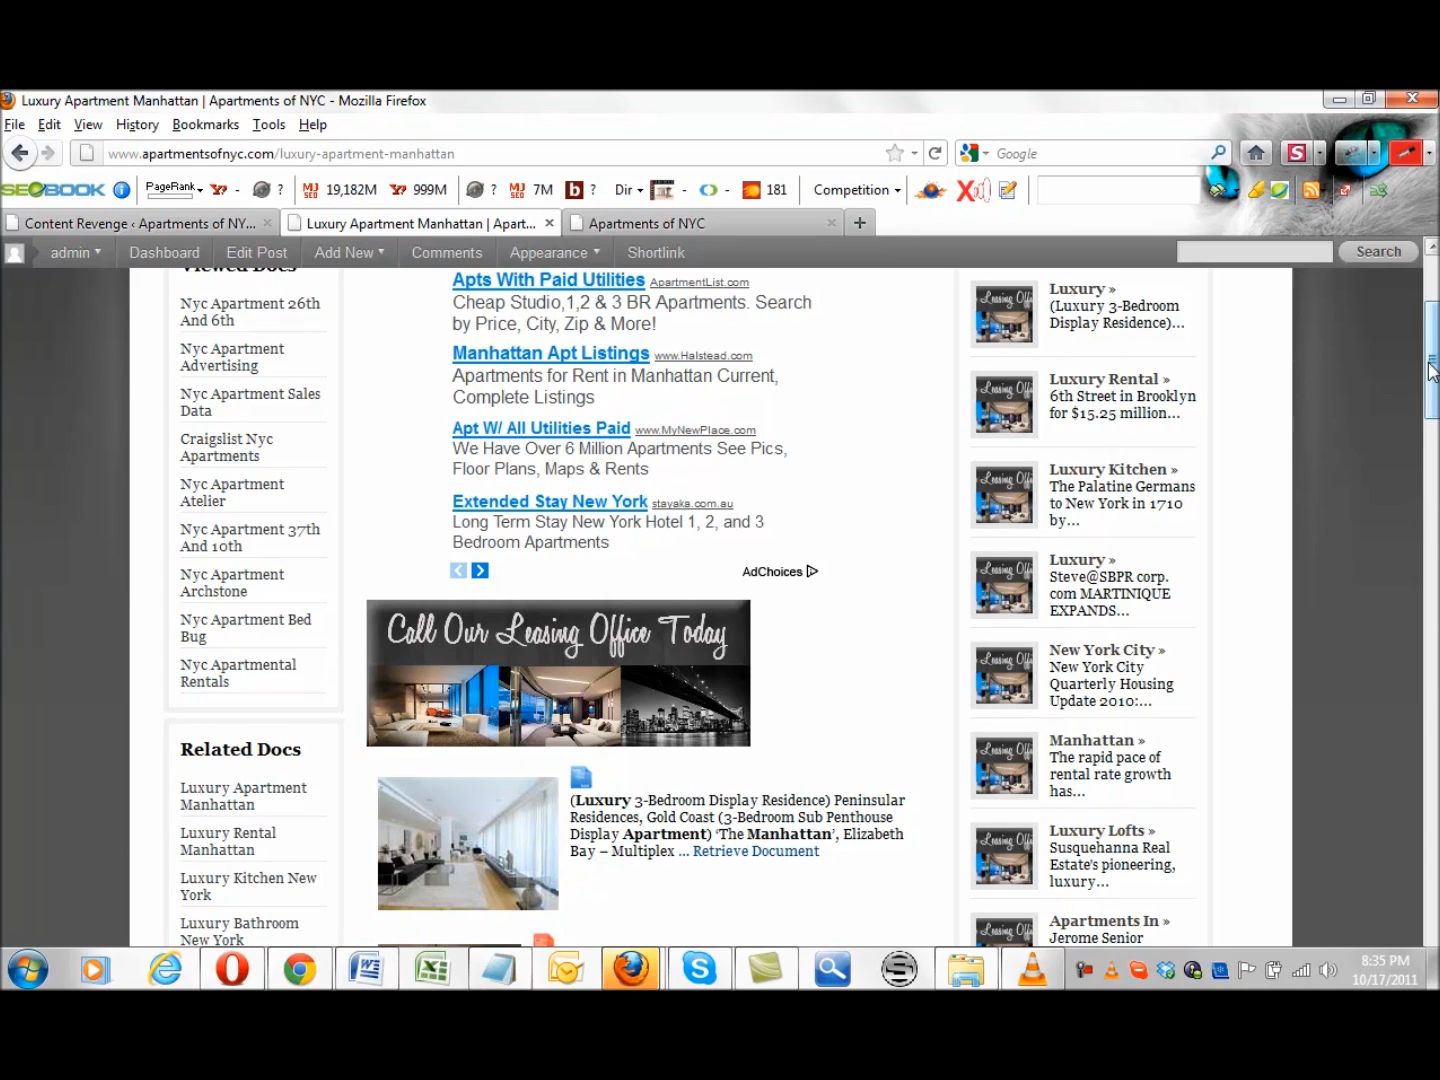 Luxury Apartment Manhattan | Apartments of NYC - Mozilla Firefox
File Edit View History Bookmarks Tools Help
www.apartmentsofnyc.com/luxury-apartment-manhattan
Google
SEOBOOK PageRank - ? 19,182M 999M ? 7M ? Dir - - 181 Competition
Content Revenge ‹ Apartments of NY... Luxury Apartment Manhattan | Apart... Apartments of NYC
admin Dashboard Edit Post Add New Comments Appearance Shortlink Search
Viewed Docs
Nyc Apartment 26th
And 6th
Nyc Apartment
Advertising
Nyc Apartment Sales
Data
Craigslist Nyc
Apartments
Nyc Apartment
Atelier
Nyc Apartment 37th
And 10th
Nyc Apartment
Archstone
Nyc Apartment Bed
Bug
Nyc Apartmental
Rentals
Related Docs
Luxury Apartment
Manhattan
Luxury Rental
Manhattan
Luxury Kitchen New
York
Luxury Bathroom
New York
Apts With Paid Utilities ApartmentList.com
Cheap Studio,1,2 & 3 BR Apartments. Search
by Price, City, Zip & More!
Manhattan Apt Listings www.Halstead.com
Apartments for Rent in Manhattan Current,
Complete Listings
Apt W/ All Utilities Paid www.MyNewPlace.com
We Have Over 6 Million Apartments See Pics,
Floor Plans, Maps & Rents
Extended Stay New York stayaka.com.au
Long Term Stay New York Hotel 1, 2, and 3
Bedroom Apartments
AdChoices
Call Our Leasing Office Today
(Luxury 3-Bedroom Display Residence) Peninsular
Residences, Gold Coast (3-Bedroom Sub Penthouse
Display Apartment) ‘The Manhattan’, Elizabeth
Bay – Multiplex ... Retrieve Document
Luxury »
(Luxury 3-Bedroom
Display Residence)...
Luxury Rental »
6th Street in Brooklyn
for $15.25 million...
Luxury Kitchen »
The Palatine Germans
to New York in 1710
by...
Luxury »
Steve@SBPR corp.
com MARTINIQUE
EXPANDS...
New York City »
New York City
Quarterly Housing
Update 2010:...
Manhattan »
The rapid pace of
rental rate growth
has...
Luxury Lofts »
Susquehanna Real
Estate's pioneering,
luxury...
Apartments In »
Jerome Senior
8:35 PM
10/17/2011